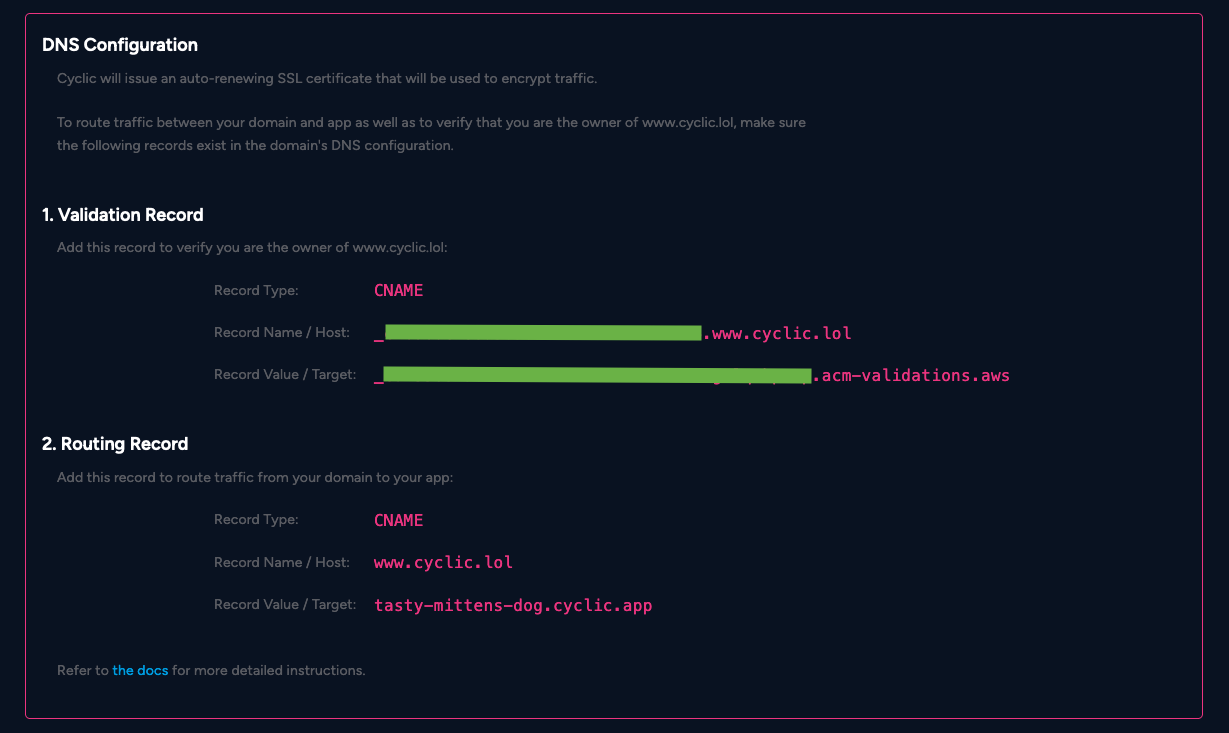 DNS Configuration
Cyclic will issue an auto-renewing SSL certificate that will be used to encrypt traffic.
To route traffic between your domain and app as well as to verify that you are the owner of www.cyclic.lol, make sure
the following records exist in the domain's DNS configuration.
1. Validation Record
Add this record to verify you are the owner of www.cyclic.lol:
Record Type: CNAME
Record Name / Host: _ .www.cyclic.lol
Record Value / Target: _ .acm-validations.aws
2. Routing Record
Add this record to route traffic from your domain to your app:
Record Type: CNAME
Record Name / Host: www.cyclic.lol
Record Value / Target: tasty-mittens-dog.cyclic.app
Refer to the docs for more detailed instructions.